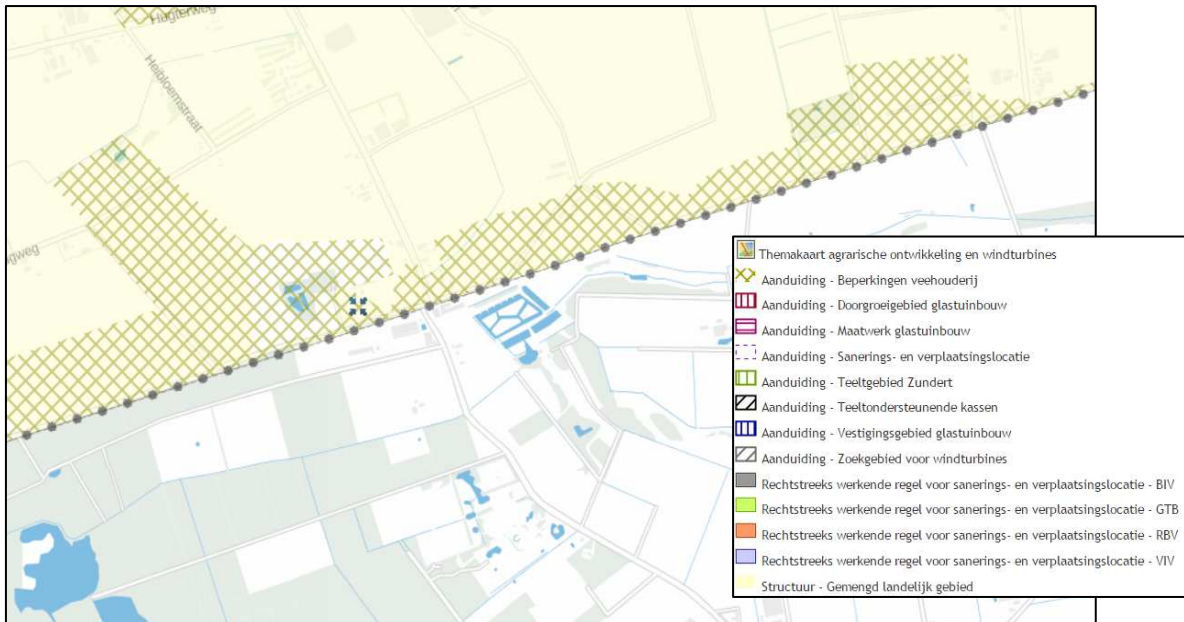 Hugterweg
Heibloemstraat
gweg
Themakaart agrarische ontwikkeling en windturbines
Aanduiding - Beperkingen veehouderij
Aanduiding - Doorgroeigebied glastuinbouw
Aanduiding - Maatwerk glastuinbouw
Aanduiding - Sanerings- en verplaatsingslocatie
Aanduiding - Teeltgebied Zundert
Aanduiding - Teeltondersteunende kassen
Aanduiding - Vestigingsgebied glastuinbouw
Aanduiding - Zoekgebied voor windturbines
Rechtstreeks werkende regel voor sanerings- en verplaatsingslocatie - BIV
Rechtstreeks werkende regel voor sanerings- en verplaatsingslocatie - GTB
Rechtstreeks werkende regel voor sanerings- en verplaatsingslocatie - RBV
Rechtstreeks werkende regel voor sanerings- en verplaatsingslocatie - VIV
Structuur - Gemengd landelijk gebied